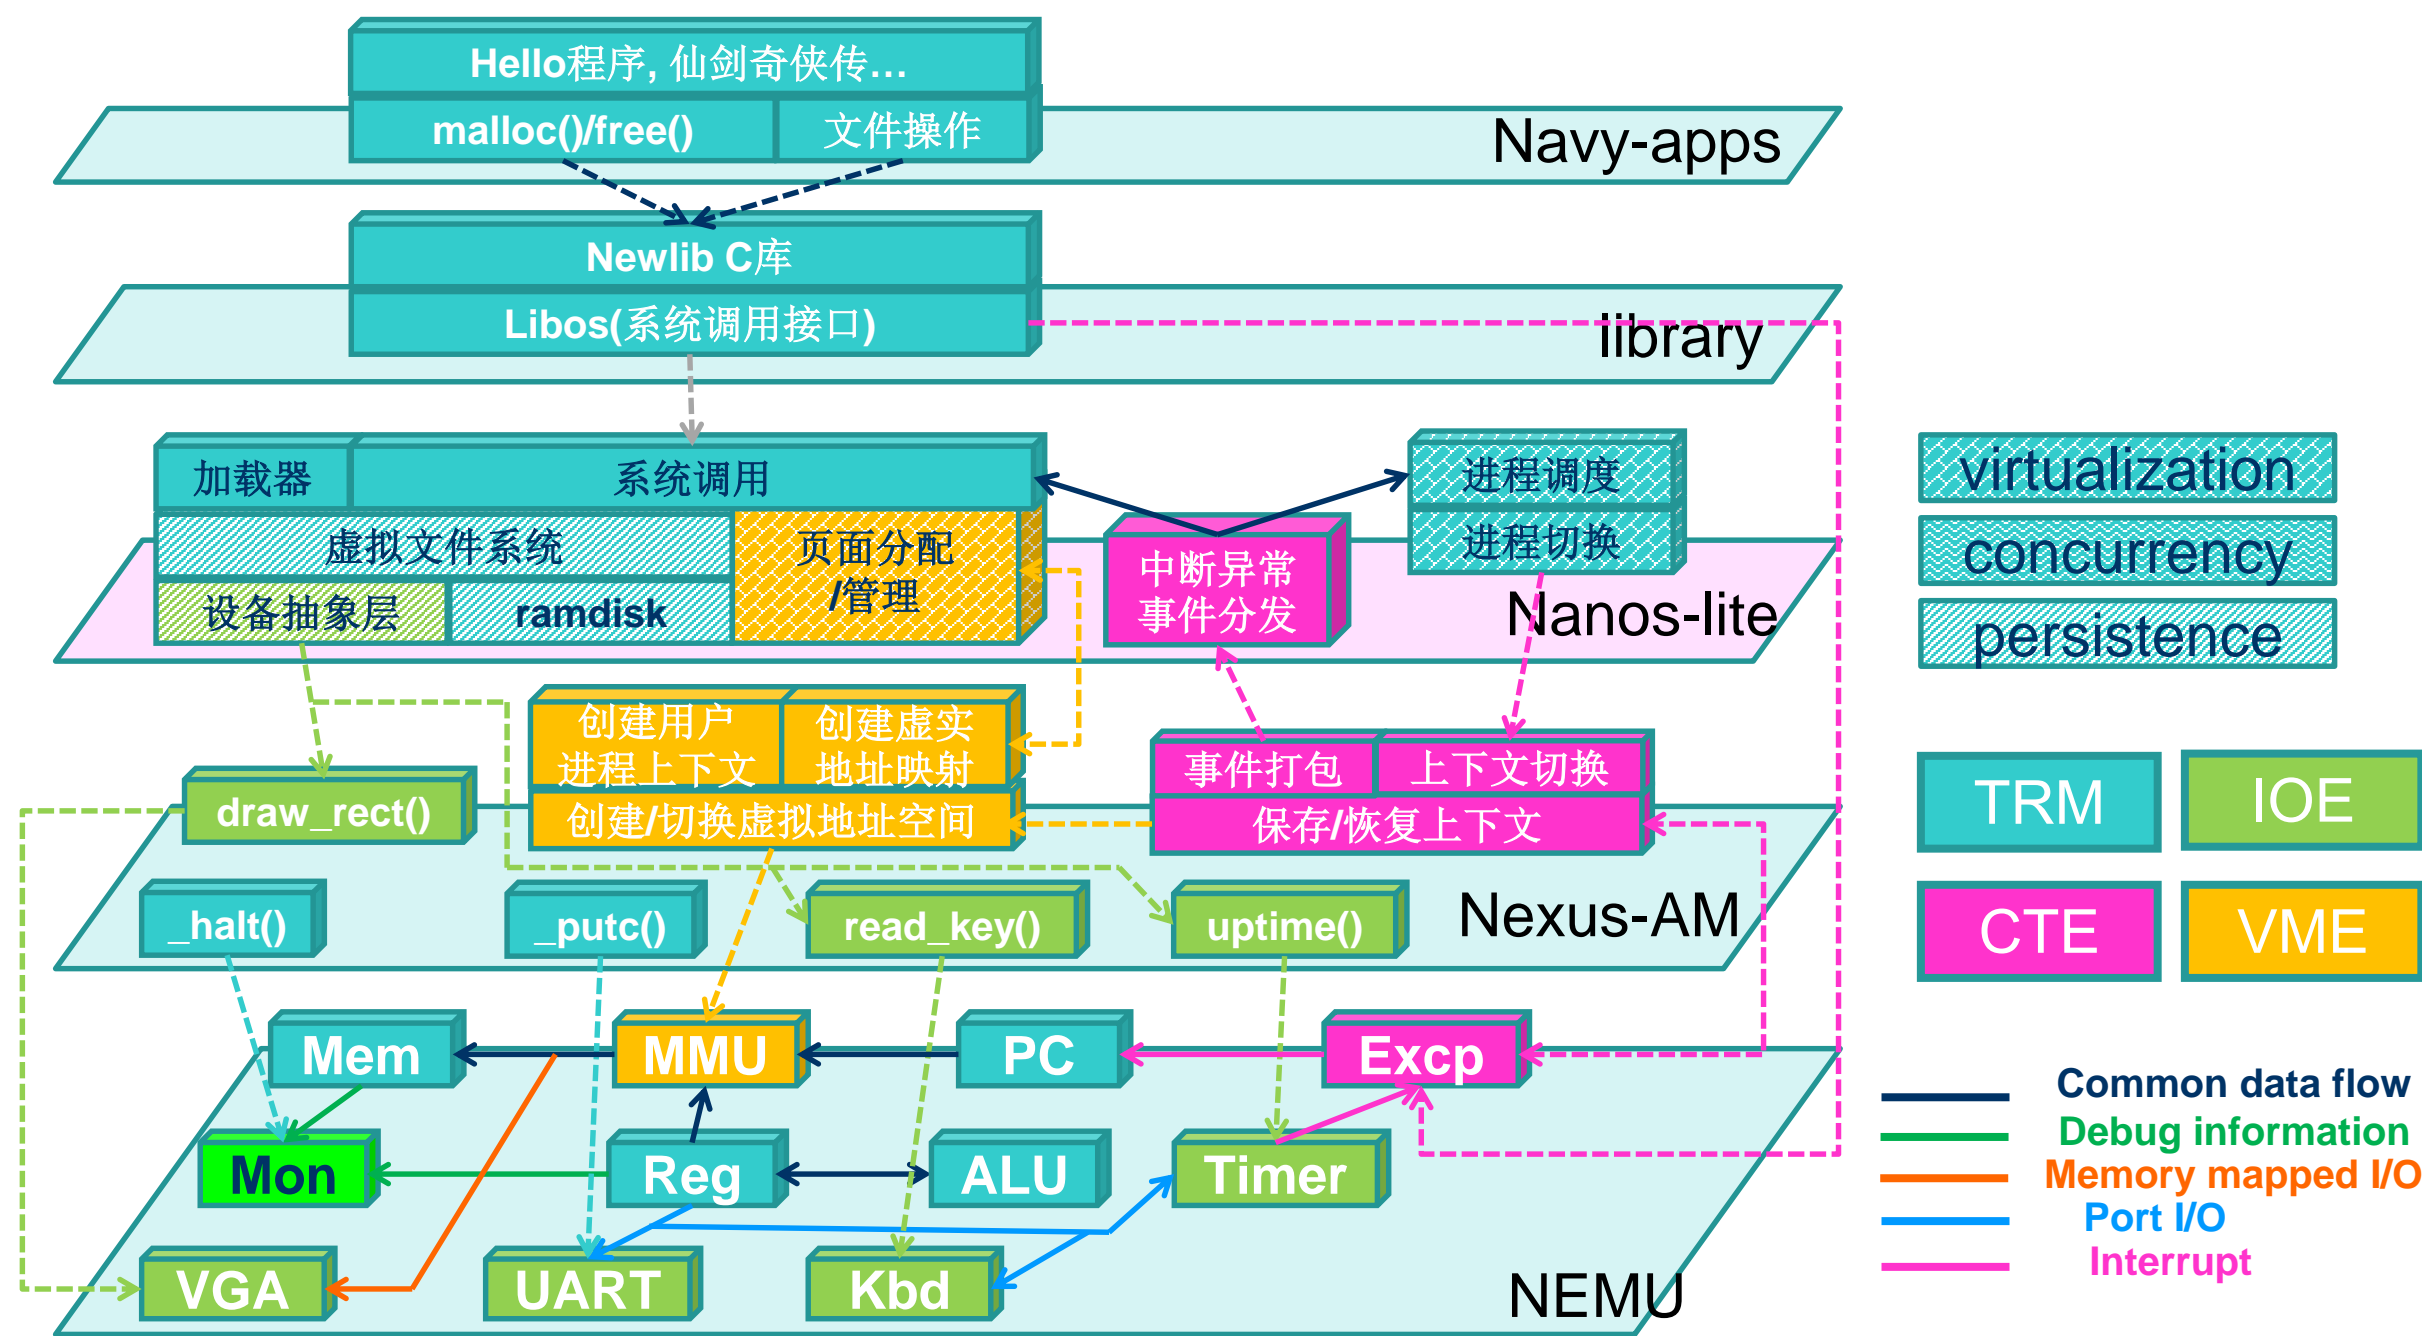 Hello程序, 仙剑奇侠传...
malloc()/free()
文件操作
Navy-apps
Newlib C库
Libos(系统调用接口)
library
加载器
系统调用
进程调度
虚拟文件系统
页面分配
/管理
进程切换
中断异常
事件分发
设备抽象层
ramdisk
Nanos-lite
virtualization
concurrency
persistence
创建用户
进程上下文
创建虚实
地址映射
事件打包
上下文切换
draw_rect()
创建/切换虚拟地址空间
保存/恢复上下文
_halt()
_putc()
read_key()
uptime()
Nexus-AM
TRM
IOE
CTE
VME
Mem
MMU
PC
Excp
Mon
Reg
ALU
Timer
VGA
UART
Kbd
NEMU
Common data flow
Debug information
Memory mapped I/O
Port I/O
Interrupt